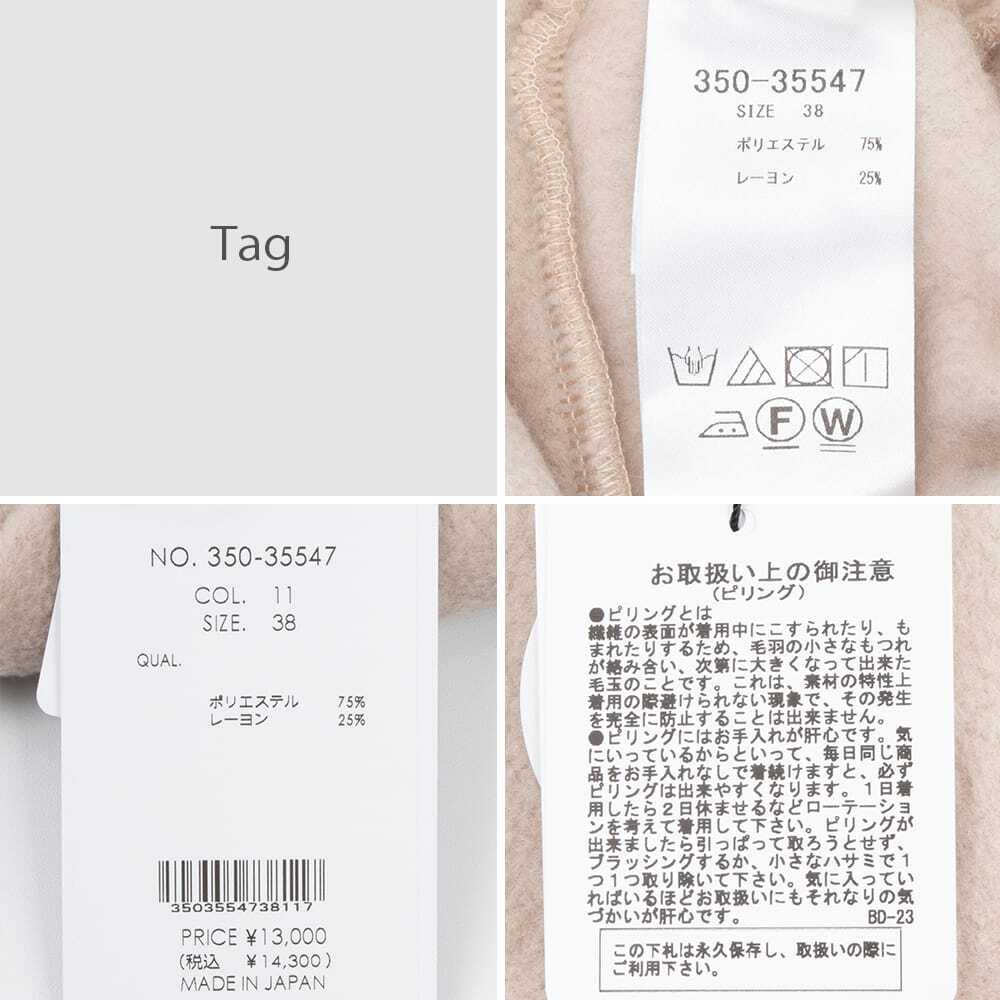 Tag
350-35547
SIZE 38
ポリエステル 75%
レーヨン 25%
F
W
NO. 350-35547
COL. 11
SIZE. 38
QUAL.
ポリエステル 75%
レーヨン 25%
3503554738117
PRICE ¥13,000
(税込 ¥14,300)
MADE IN JAPAN
お取扱い上の御注意
(ピリング)
●ピリングとは
繊維の表面が着用中にこすられたり、も
まれたりするため、毛羽の小さなもつれ
が絡み合い、次第に大きくなって出来た
毛玉のことです。これは、素材の特性上
着用の際避けられない現象で、その発生
を完全に防止することは出来ません。
●ピリングにはお手入れが肝心です。気
にいっているからといって、毎日同じ商
品をお手入れなしで着続けますと、必ず
ピリングは出来やすくなります。1日着
用したら2日休ませるなどローテーショ
ンを考えて着用して下さい。ピリングが
出来ましたら引っぱって取ろうとせず、
ブラッシングするか、小さなハサミで1
つ1つ取り除いて下さい。気に入ってい
ればいるほどお取扱いにもそれなりの気
づかいが肝心です。 BD-23
この下札は永久保存し、取扱いの際に
ご利用下さい。